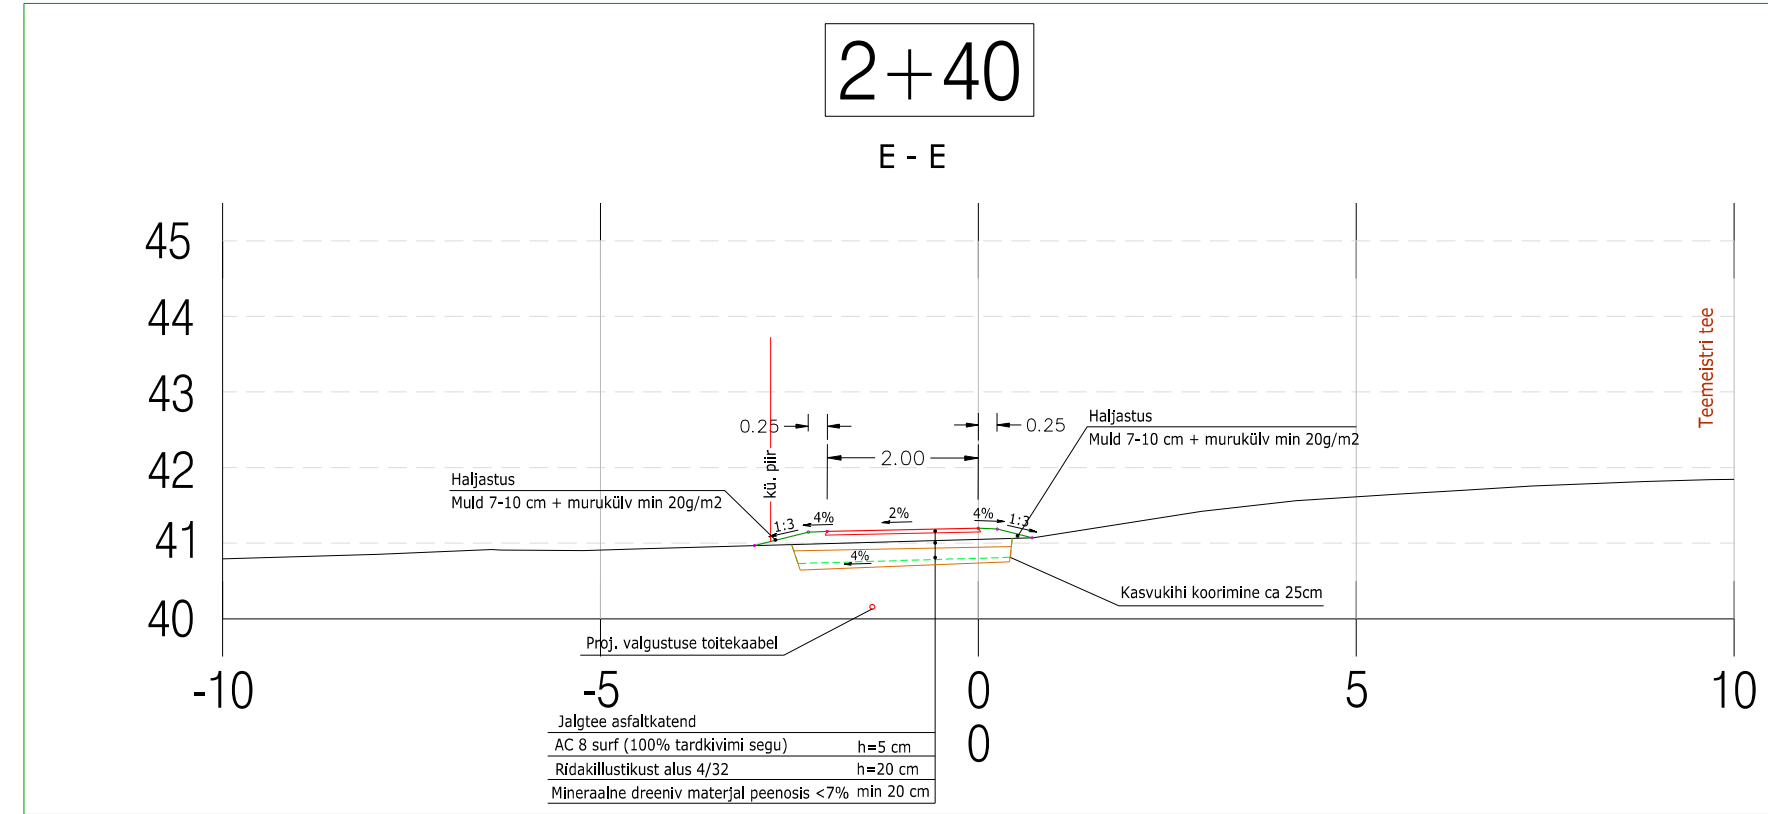 2+40
E - E
45
44
43
42
41
40
Teemeistri tee
0.25
0.25
2.00
kü. piir
Haljastus
Muld 7-10 cm + murukülv min 20g/m2
Haljastus
Muld 7-10 cm + murukülv min 20g/m2
1:3
4%
2%
4%
1:3
4%
Kasvukihi koorimine ca 25cm
Proj. valgustuse toitekaabel
-10
-5
0
5
10
0
Jalgtee asfaltkatend
AC 8 surf (100% tardkivimi segu) h=5 cm
Ridakillustikust alus 4/32 h=20 cm
Mineraalne dreeniv materjal peenosis <7% min 20 cm